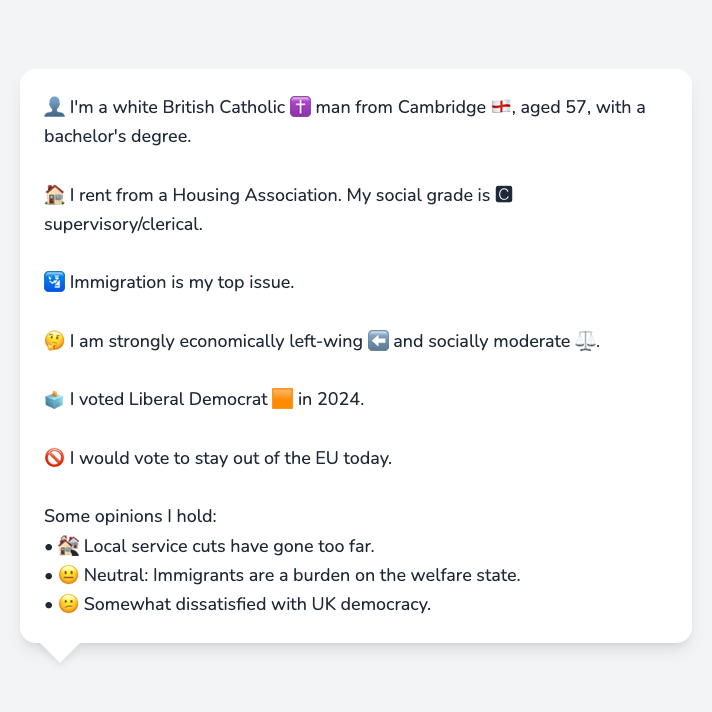 👤 I'm a white British Catholic ✝️ man from Cambridge 🏴󠁧󠁢󠁥󠁮󠁧󠁿, aged 57, with a
bachelor's degree.
🏠 I rent from a Housing Association. My social grade is 🅲
supervisory/clerical.
🛂 Immigration is my top issue.
🤔 I am strongly economically left-wing ⬅️ and socially moderate ⚖️.
🗳️ I voted Liberal Democrat 🟧 in 2024.
🚫 I would vote to stay out of the EU today.
Some opinions I hold:
• 🏚️ Local service cuts have gone too far.
• 😐 Neutral: Immigrants are a burden on the welfare state.
• 😕 Somewhat dissatisfied with UK democracy.